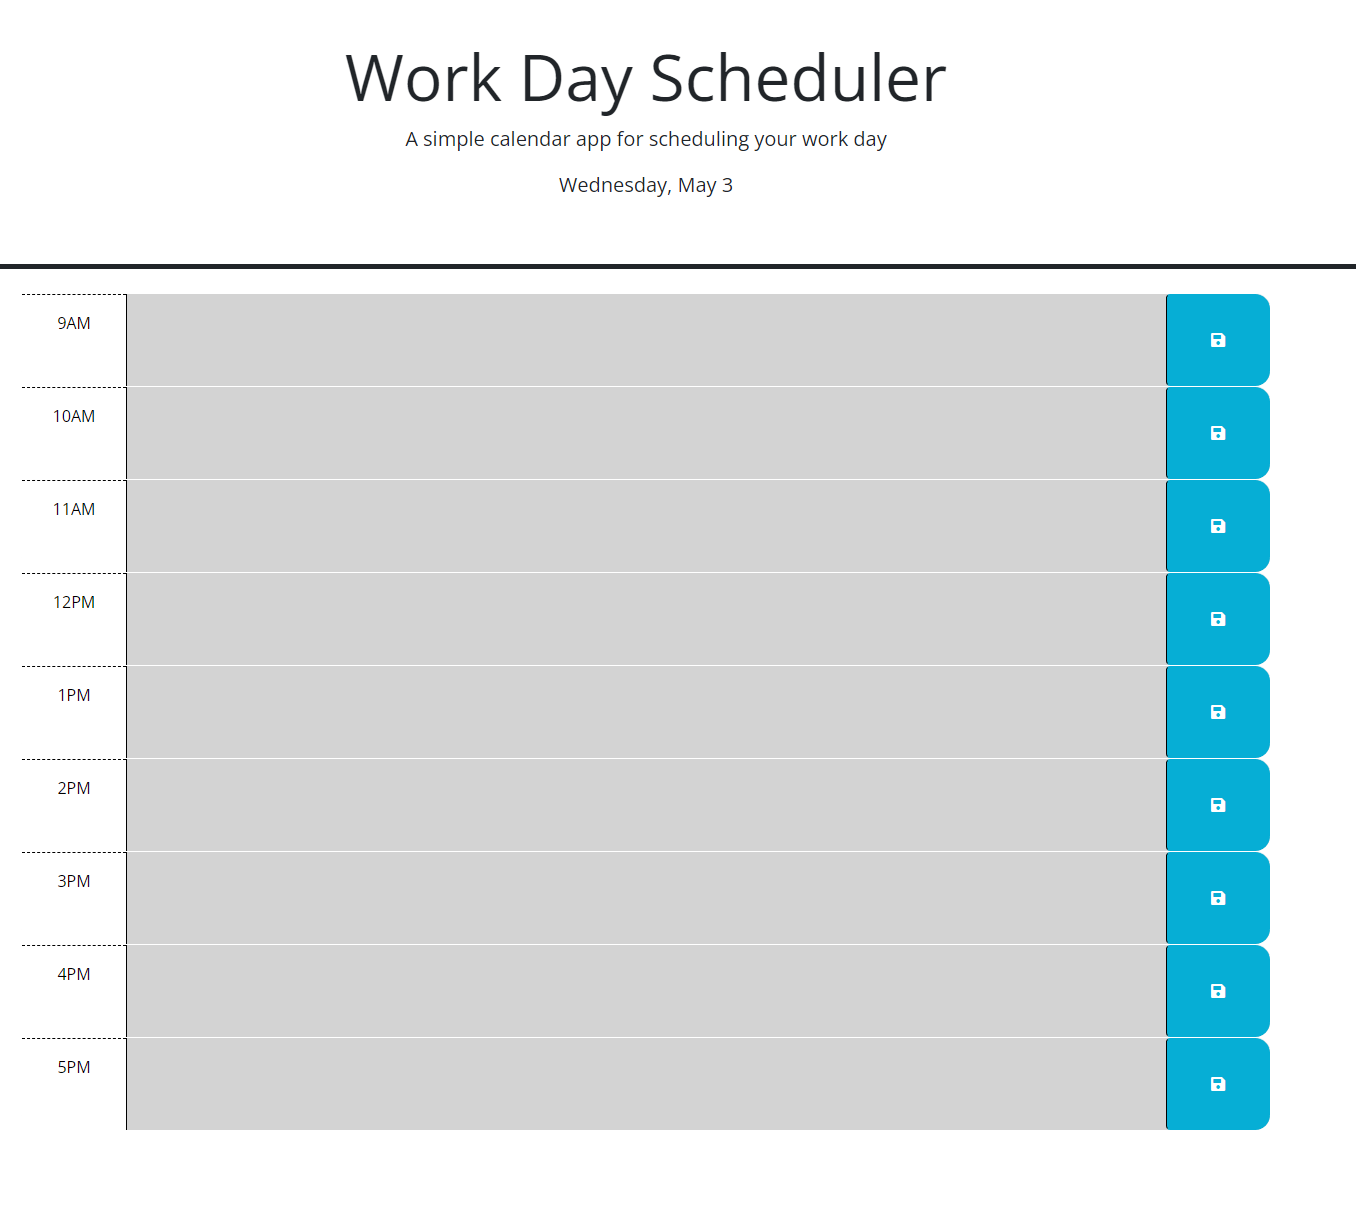 Work Day Scheduler
A simple calendar app for scheduling your work day
Wednesday, May 3
9AM
10AM
11AM
12PM
1PM
2PM
3PM
4PM
5PM